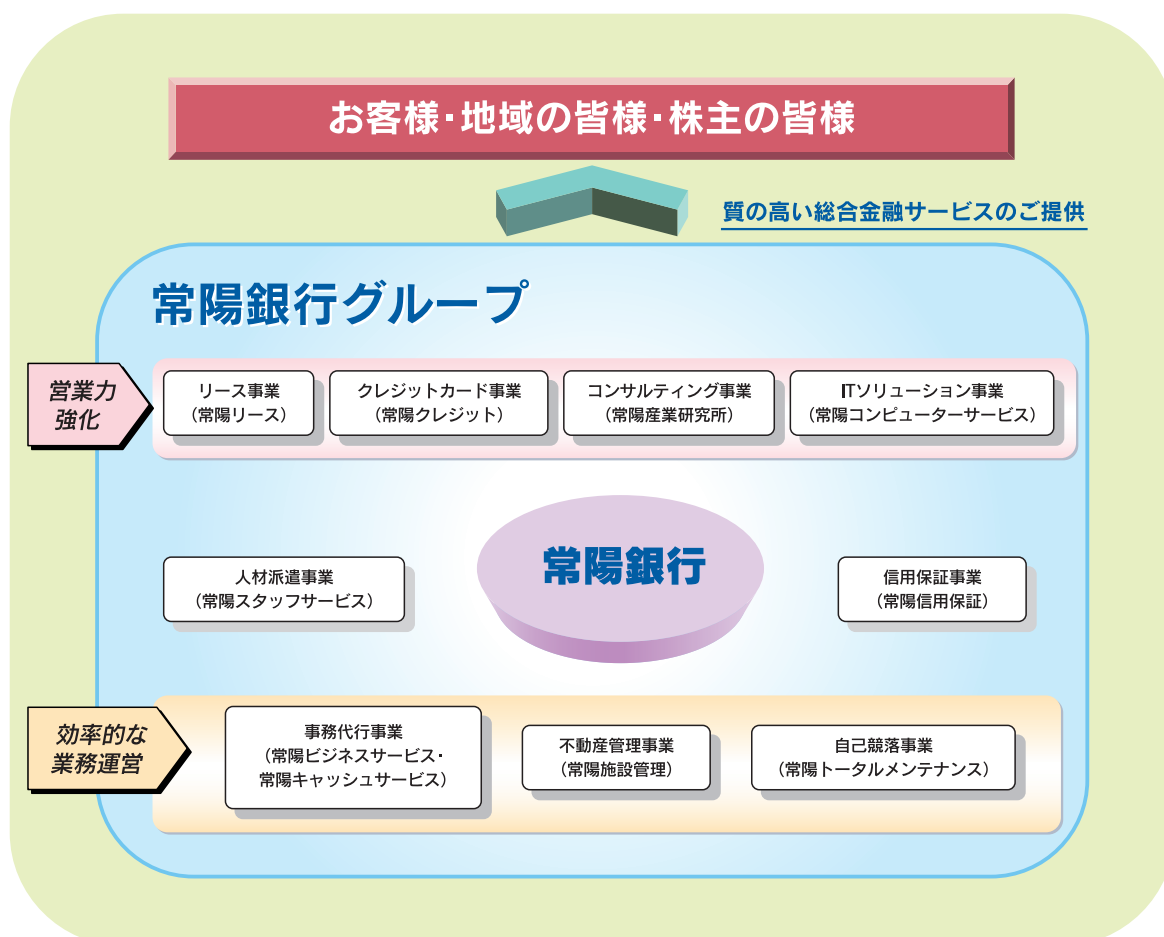 お客様・地域の皆様・株主の皆様
質の高い総合金融サービスのご提供
常陽銀行グループ
営業力
強化
リース事業
（常陽リース）
クレジットカード事業
（常陽クレジット）
コンサルティング事業
（常陽産業研究所）
ITソリューション事業
（常陽コンピューターサービス）
人材派遣事業
（常陽スタッフサービス）
常陽銀行
信用保証事業
（常陽信用保証）
効率的な
業務運営
事務代行事業
（常陽ビジネスサービス・
常陽キャッシュサービス）
不動産管理事業
（常陽施設管理）
自己競落事業
（常陽トータルメンテナンス）